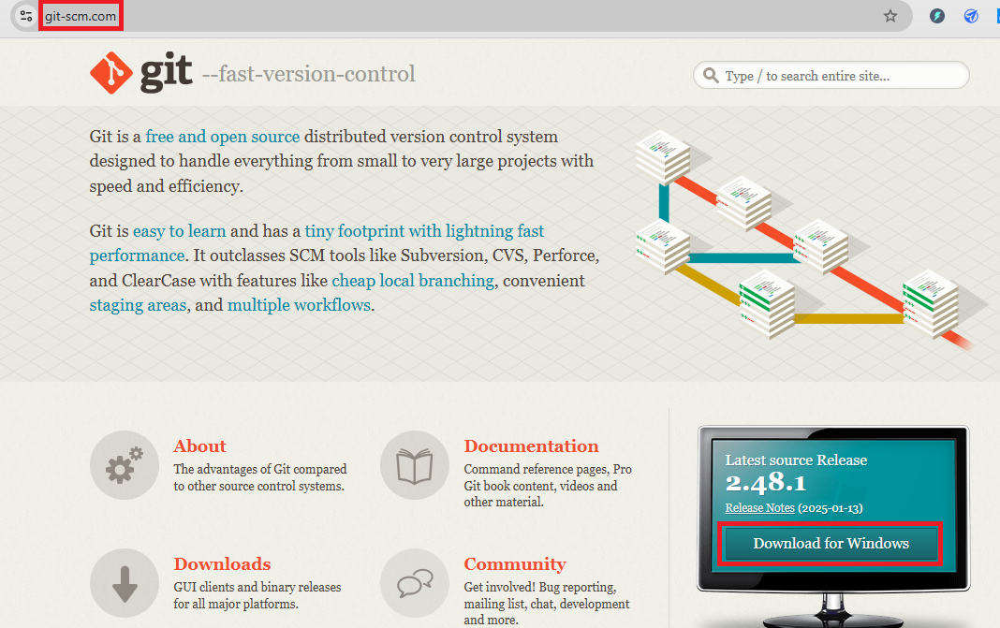 git-scm.com
git --fast-version-control
Type / to search entire site...
Git is a free and open source distributed version control system
designed to handle everything from small to very large projects with
speed and efficiency.
Git is easy to learn and has a tiny footprint with lightning fast
performance. It outclasses SCM tools like Subversion, CVS, Perforce,
and ClearCase with features like cheap local branching, convenient
staging areas, and multiple workflows.
About
The advantages of Git compared
to other source control systems.
Documentation
Command reference pages, Pro
Git book content, videos and
other material.
Downloads
GUI clients and binary releases
for all major platforms.
Community
Get involved! Bug reporting,
mailing list, chat, development
and more.
Latest source Release
2.48.1
Release Notes (2025-01-13)
Download for Windows